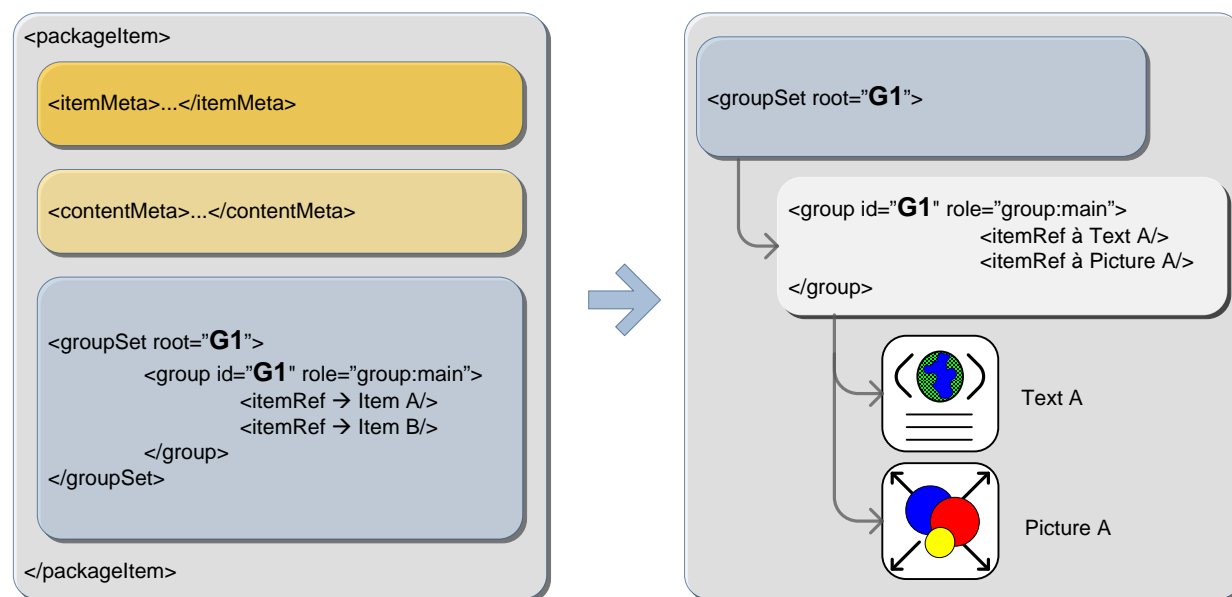 <packageItem>
<itemMeta>...</itemMeta>
<contentMeta>...</contentMeta>
<groupSet root="G1">
<group id="G1" role="group:main">
<itemRef → Item A/>
<itemRef → Item B/>
</group>
</groupSet>
</packageItem>
<groupSet root=”G1”>
<group id=”G1" role=”group:main”>
<itemRef à Text A/>
<itemRef à Picture A/>
</group>
Text A
Picture A